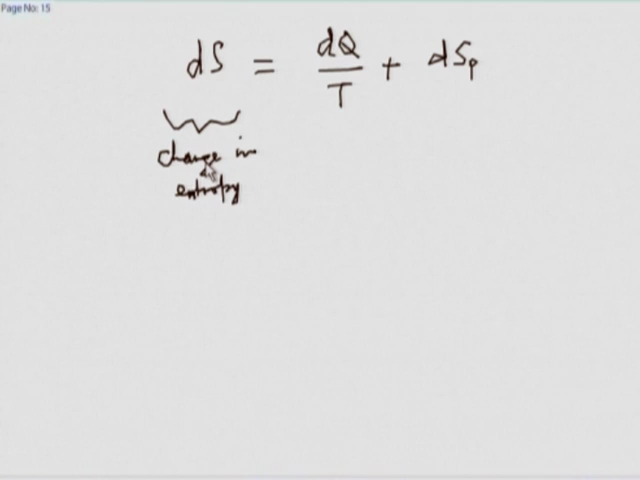 Page No: 15
dS = dQ/T + dSp
change in
entropy